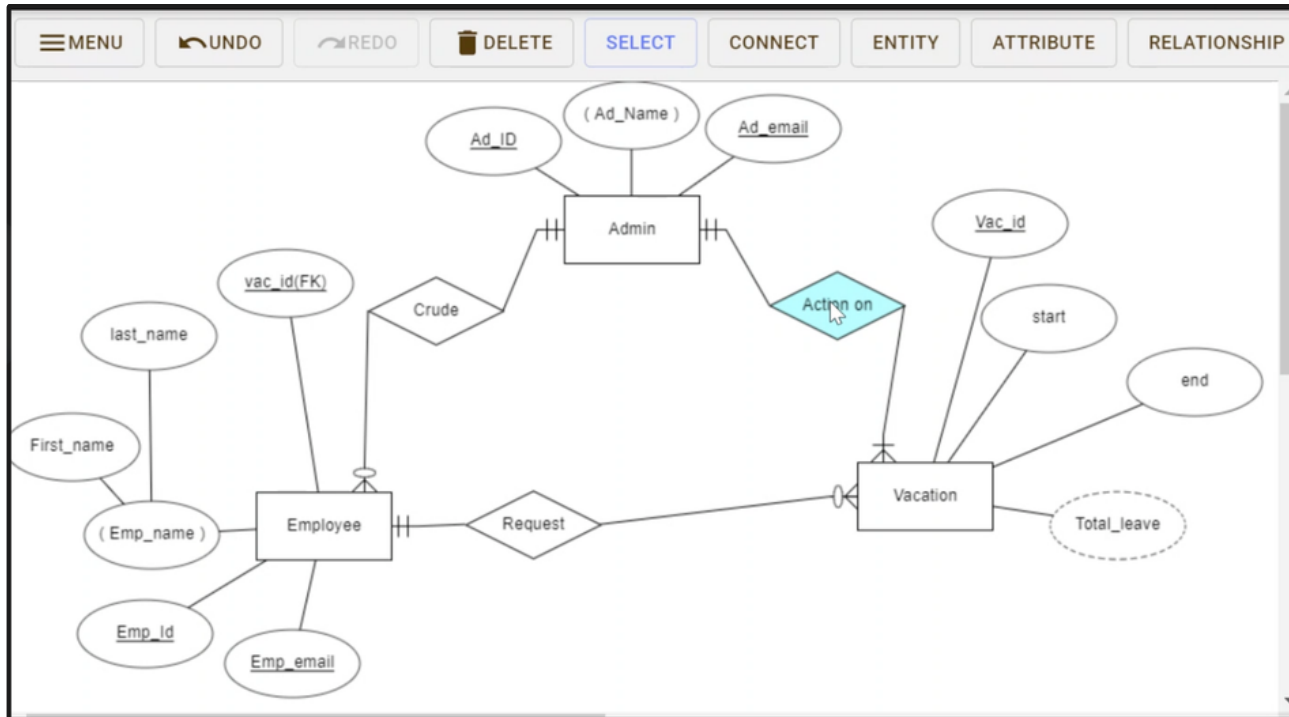 MENU
UNDO
REDO
DELETE
SELECT
CONNECT
ENTITY
ATTRIBUTE
RELATIONSHIP
( Ad_Name )
Ad_email
Ad_ID
Admin
Vac_id
vac_id(FK)
Crude
Action on
start
last_name
end
First_name
Vacation
Employee
Request
Total_leave
( Emp_name )
Emp_Id
Emp_email